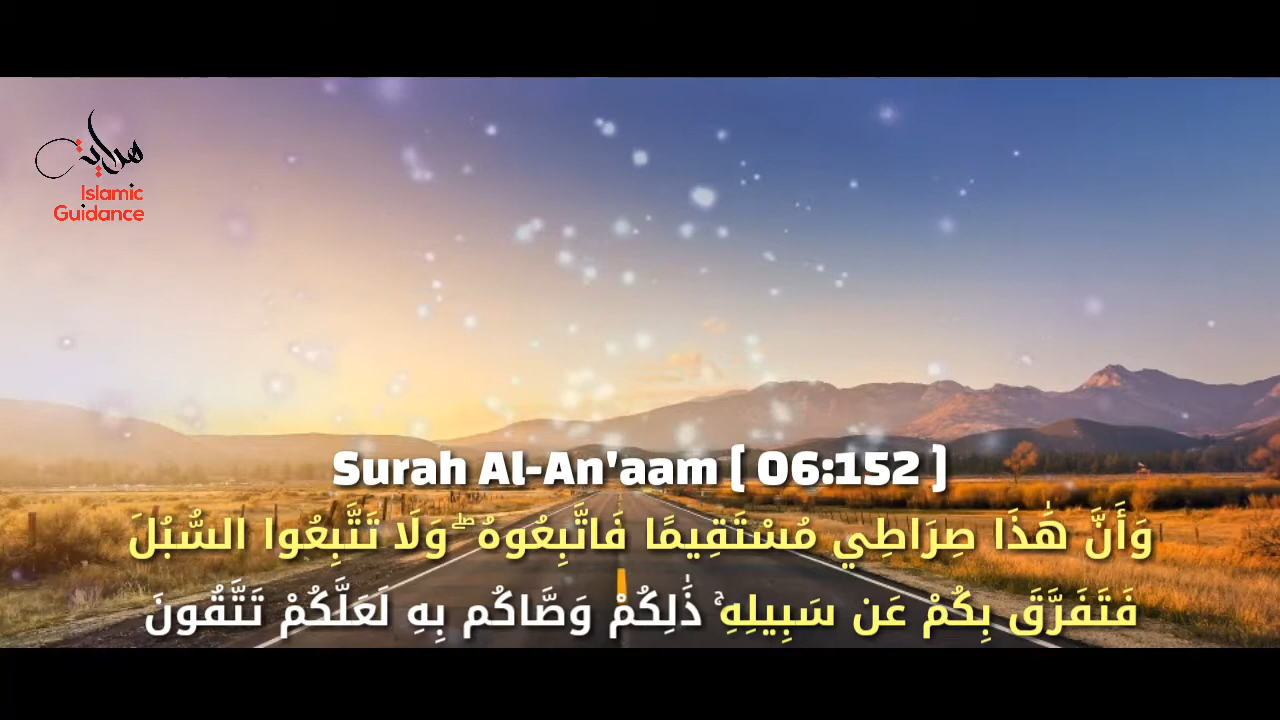 هداية
Islamic
Guidance
Surah Al-An'aam [ 06:152 ]
وَأَنَّ هَٰذَا صِرَاطِي مُسْتَقِيمًا فَاتَّبِعُوهُ ۖ وَلَا تَتَّبِعُوا السُّبُلَ
فَتَفَرَّقَ بِكُمْ عَن سَبِيلِهِ ۚ ذَٰلِكُمْ وَصَّاكُم بِهِ لَعَلَّكُمْ تَتَّقُونَ